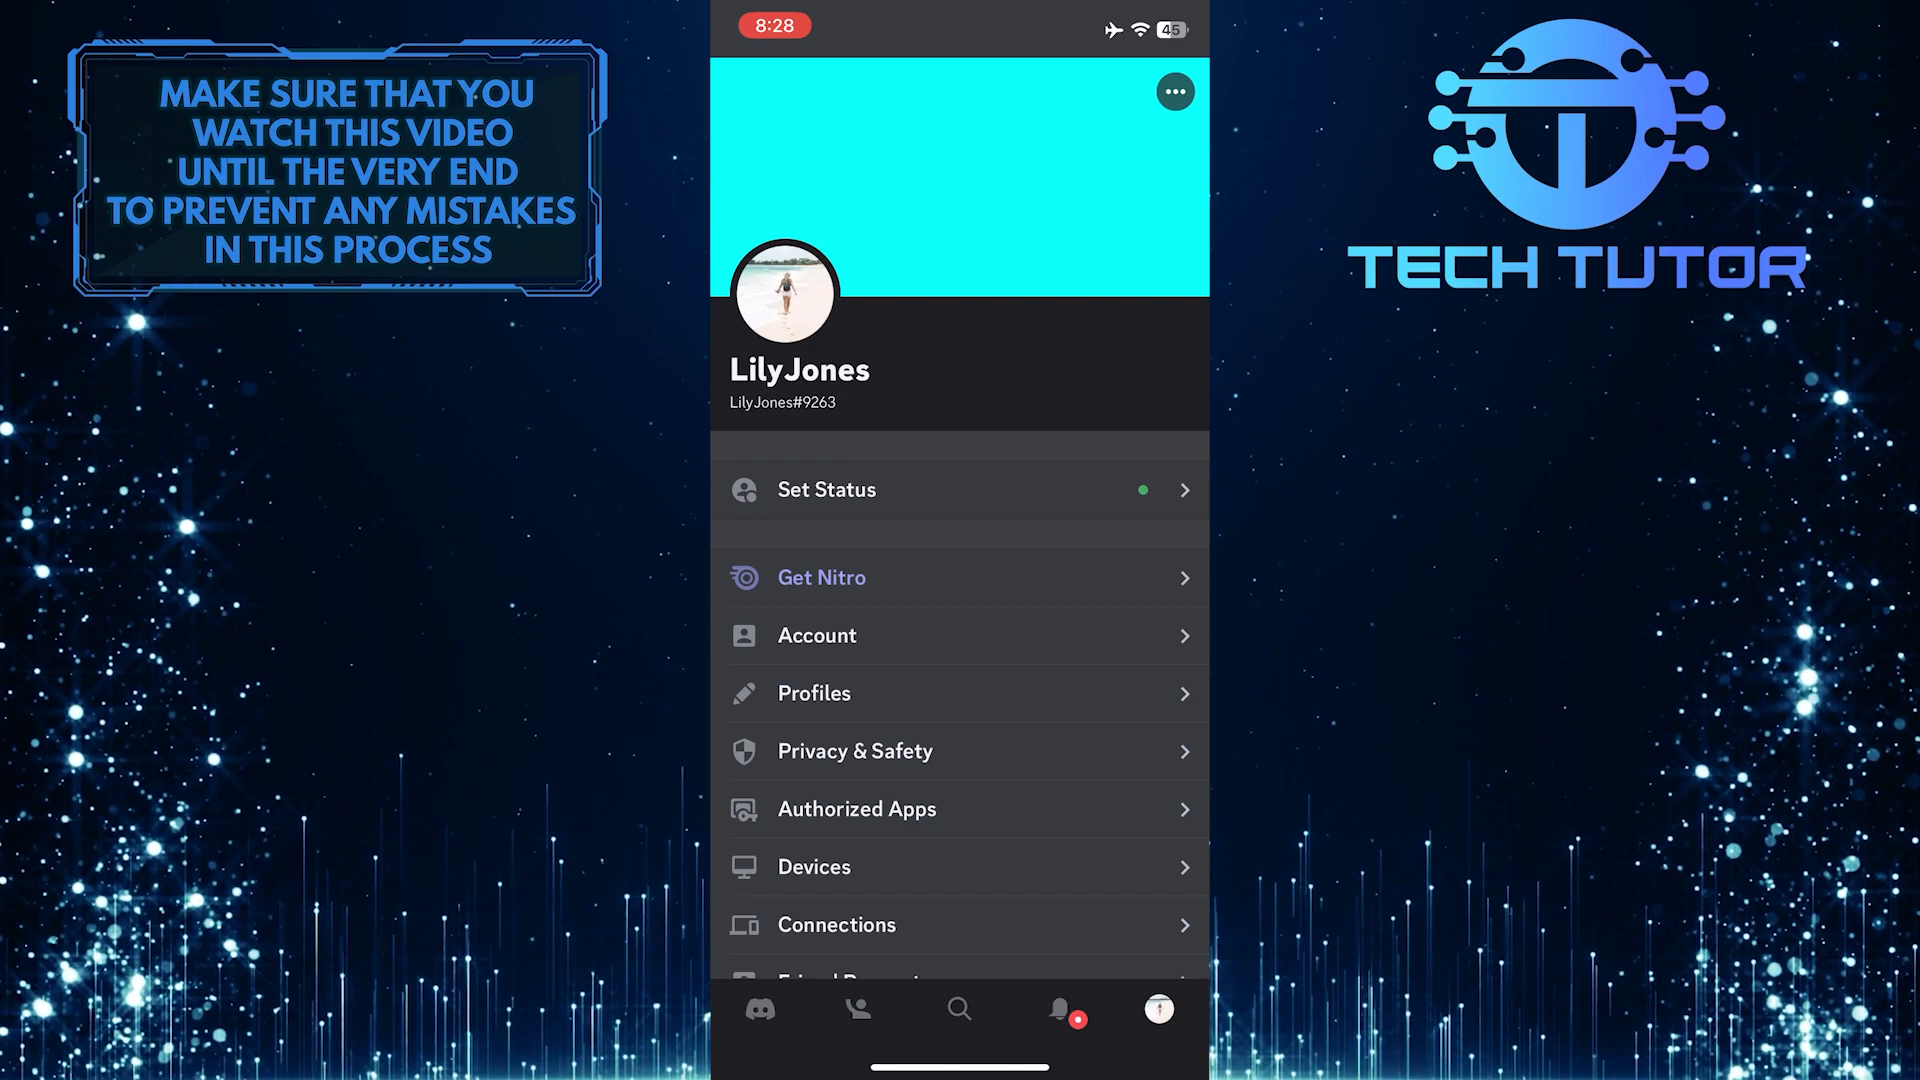 MAKE SURE THAT YOU
WATCH THIS VIDEO
UNTIL THE VERY END
TO PREVENT ANY MISTAKES
IN THIS PROCESS
8:28
45
LilyJones
LilyJones#9263
Set Status
Get Nitro
Account
Profiles
Privacy & Safety
Authorized Apps
Devices
Connections
TECH TUTOR